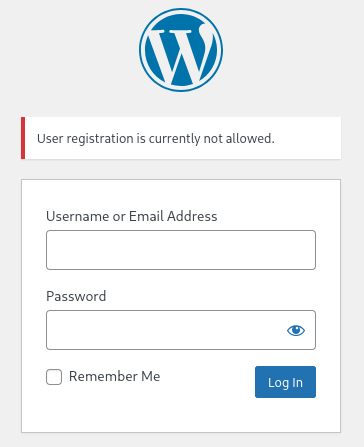 User registration is currently not allowed.
Username or Email Address
Password
Remember Me
Log In